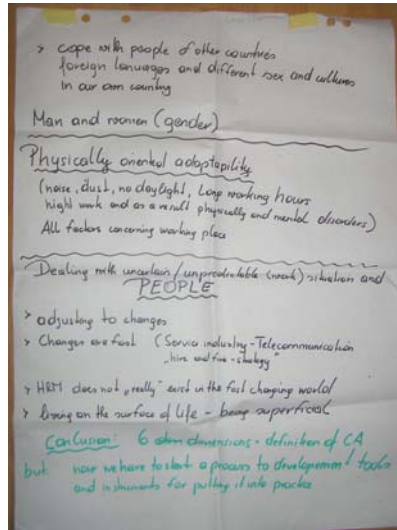 > cope with people of other countries
foreign languages and different sex and cultures
in our own country
Man and women (gender)
Physically oriented adaptability
(noise, dust, no daylight, long working hours
night work and as a result physically and mental disorders)
All factors concerning working place
Dealing with uncertain/unpredictable (work) situation and
PEOPLE
> adjusting to changes
> Changes are fast (Service industry - Telecommunication
"hire and fire - strategy"
> HRM does not "really" exist in the fast changing world
> living on the surface of life - being superficial
Conclusion: 6 dimensions - definition of CA
but: now we have to start a process to developement tools
and instruments for putting it into practice